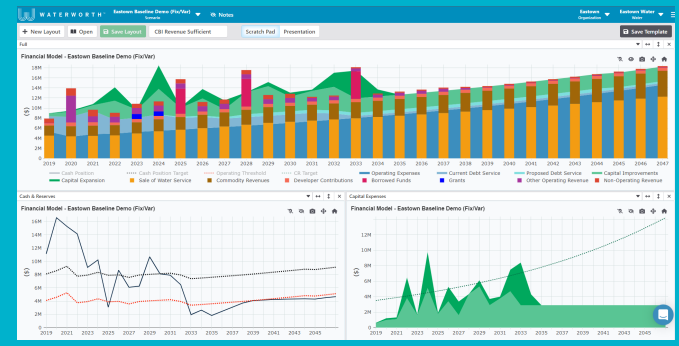 WATERWORTH™ Eastown Baseline Demo (Fix/Var) Notes Eastown Eastown Water
Scenario Organization Water
+ New Layout Open Save Layout CBI Revenue Sufficient Scratch Pad Presentation Save Template
Full
Financial Model - Eastown Baseline Demo (Fix/Var)
18M
16M
14M
12M
10M
8M
6M
4M
2M
0
($)
2019 2020 2021 2022 2023 2024 2025 2026 2027 2028 2029 2030 2031 2032 2033 2034 2035 2036 2037 2038 2039 2040 2041 2042 2043 2044 2045 2046 2047
Cash Position Cash Position Target Operating Threshold CR Target Operating Expenses Current Debt Service Proposed Debt Service Capital Improvements
Capital Expansion Sale of Water Service Commodity Revenues Developer Contributions Borrowed Funds Grants Other Operating Revenue Non-Operating Revenue
Cash & Reserves
Financial Model - Eastown Baseline Demo (Fix/Var)
16M
14M
12M
10M
8M
6M
4M
2M
0
($)
2019 2021 2023 2025 2027 2029 2031 2033 2035 2037 2039 2041 2043 2045
Capital Expenses
Financial Model - Eastown Baseline Demo (Fix/Var)
12M
10M
8M
6M
4M
2M
0
($)
2019 2021 2023 2025 2027 2029 2031 2033 2035 2037 2039 2041 2043 2045